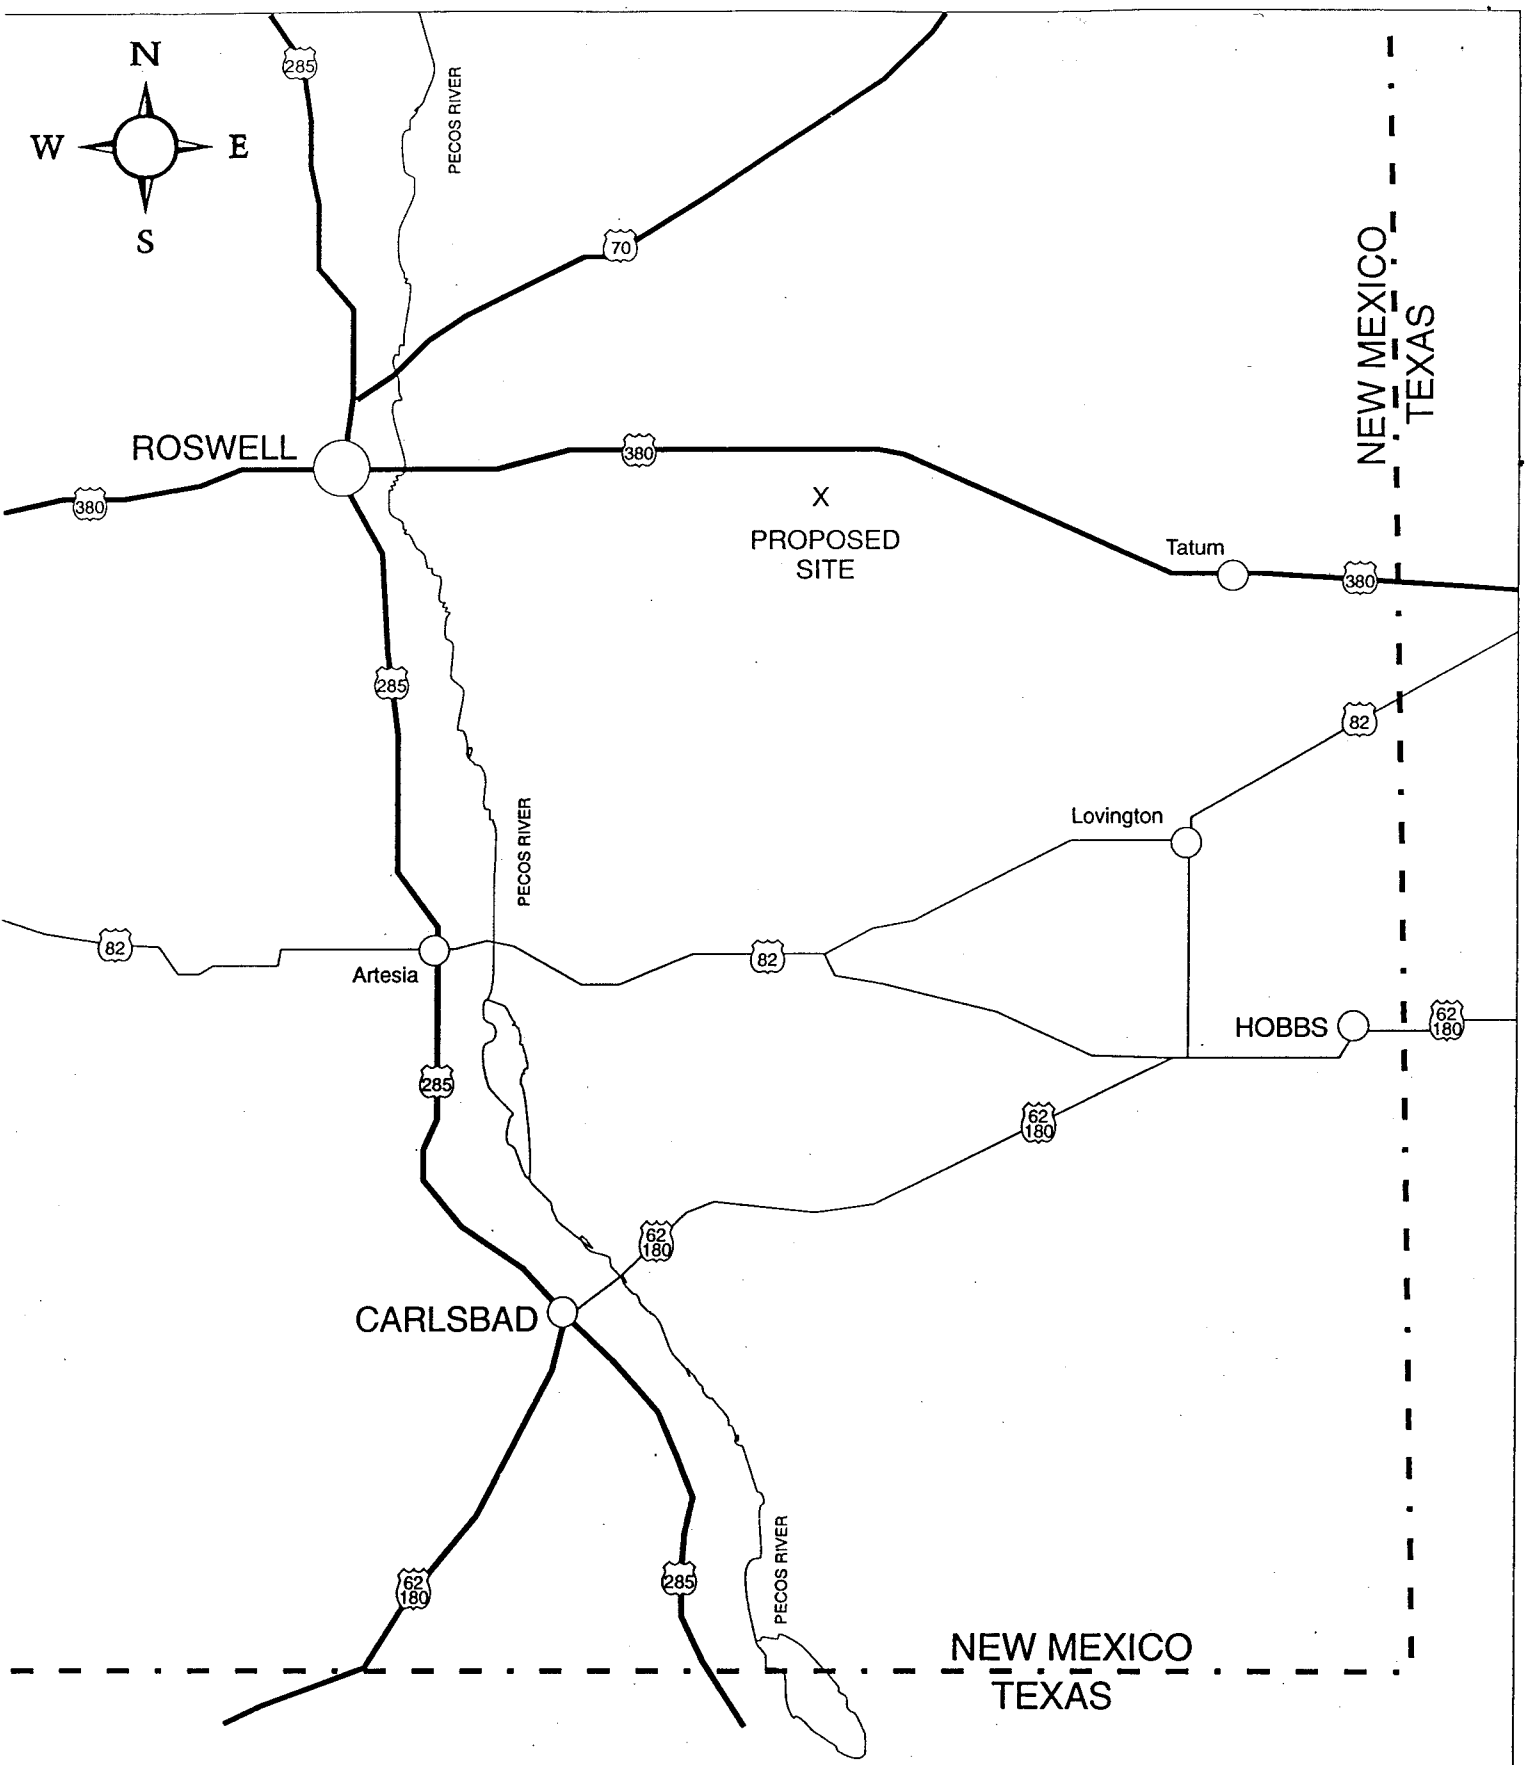 N
285
PECOS RIVER
W
E
S
70
NEW MEXICO
TEXAS
ROSWELL
380
380
X
PROPOSED
SITE
Tatum
380
285
82
Lovington
PECOS RIVER
82
82
Artesia
HOBBS
62
180
285
62
180
62
180
CARLSBAD
PECOS RIVER
285
62
180
NEW MEXICO
TEXAS